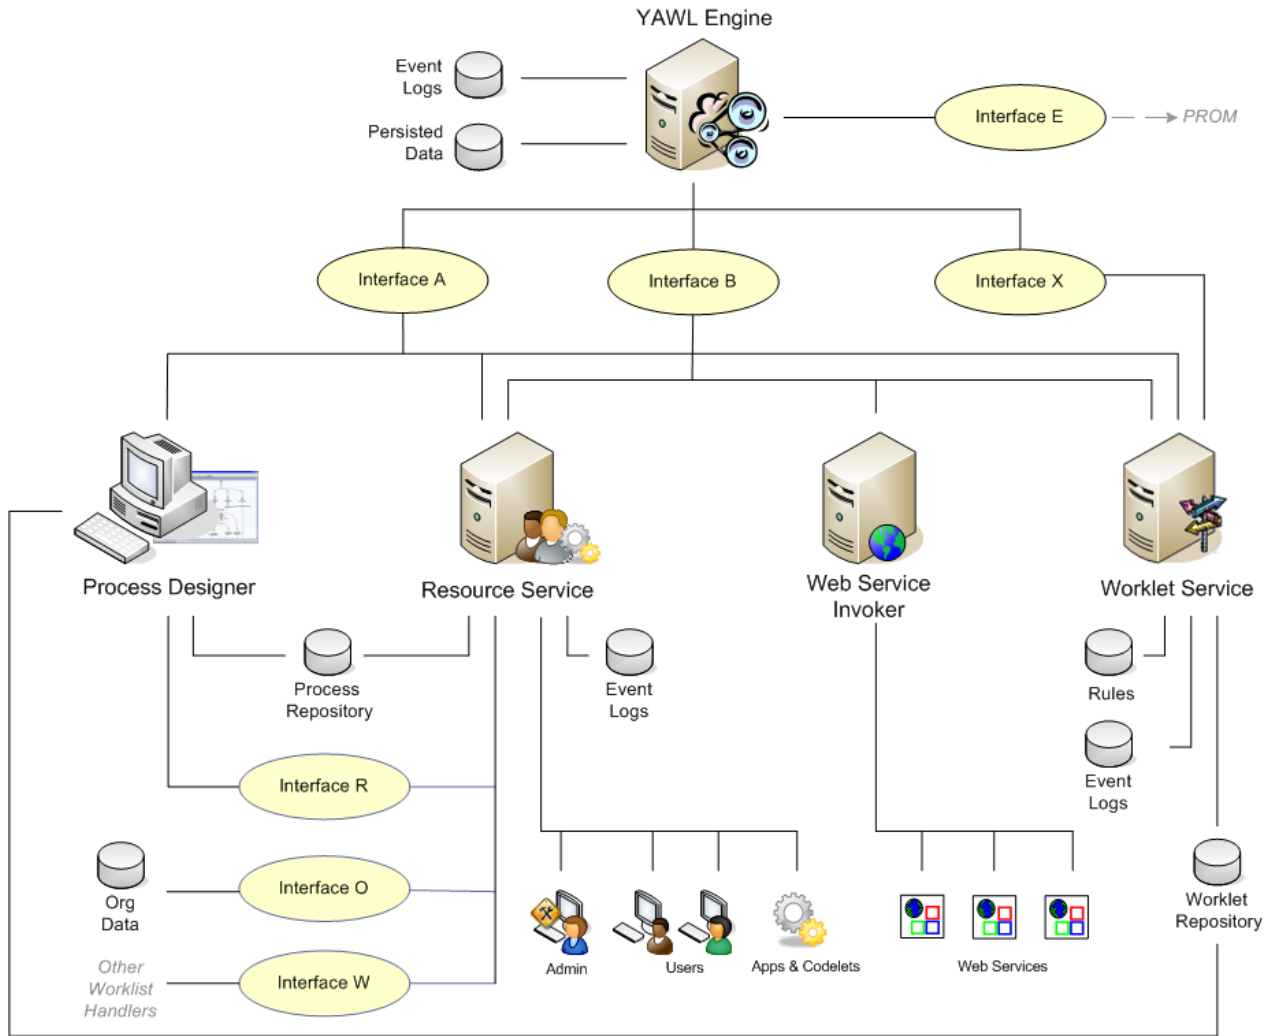 YAWL Engine
Event
Logs
Persisted
Data
Interface E
PROM
Interface A
Interface B
Interface X
Process Designer
Resource Service
Web Service
Invoker
Worklet Service
Process
Repository
Event
Logs
Rules
Event
Logs
Interface R
Org
Data
Interface O
Worklet
Repository
Other
Worklist
Handlers
Interface W
Admin
Users
Apps & Codelets
Web Services